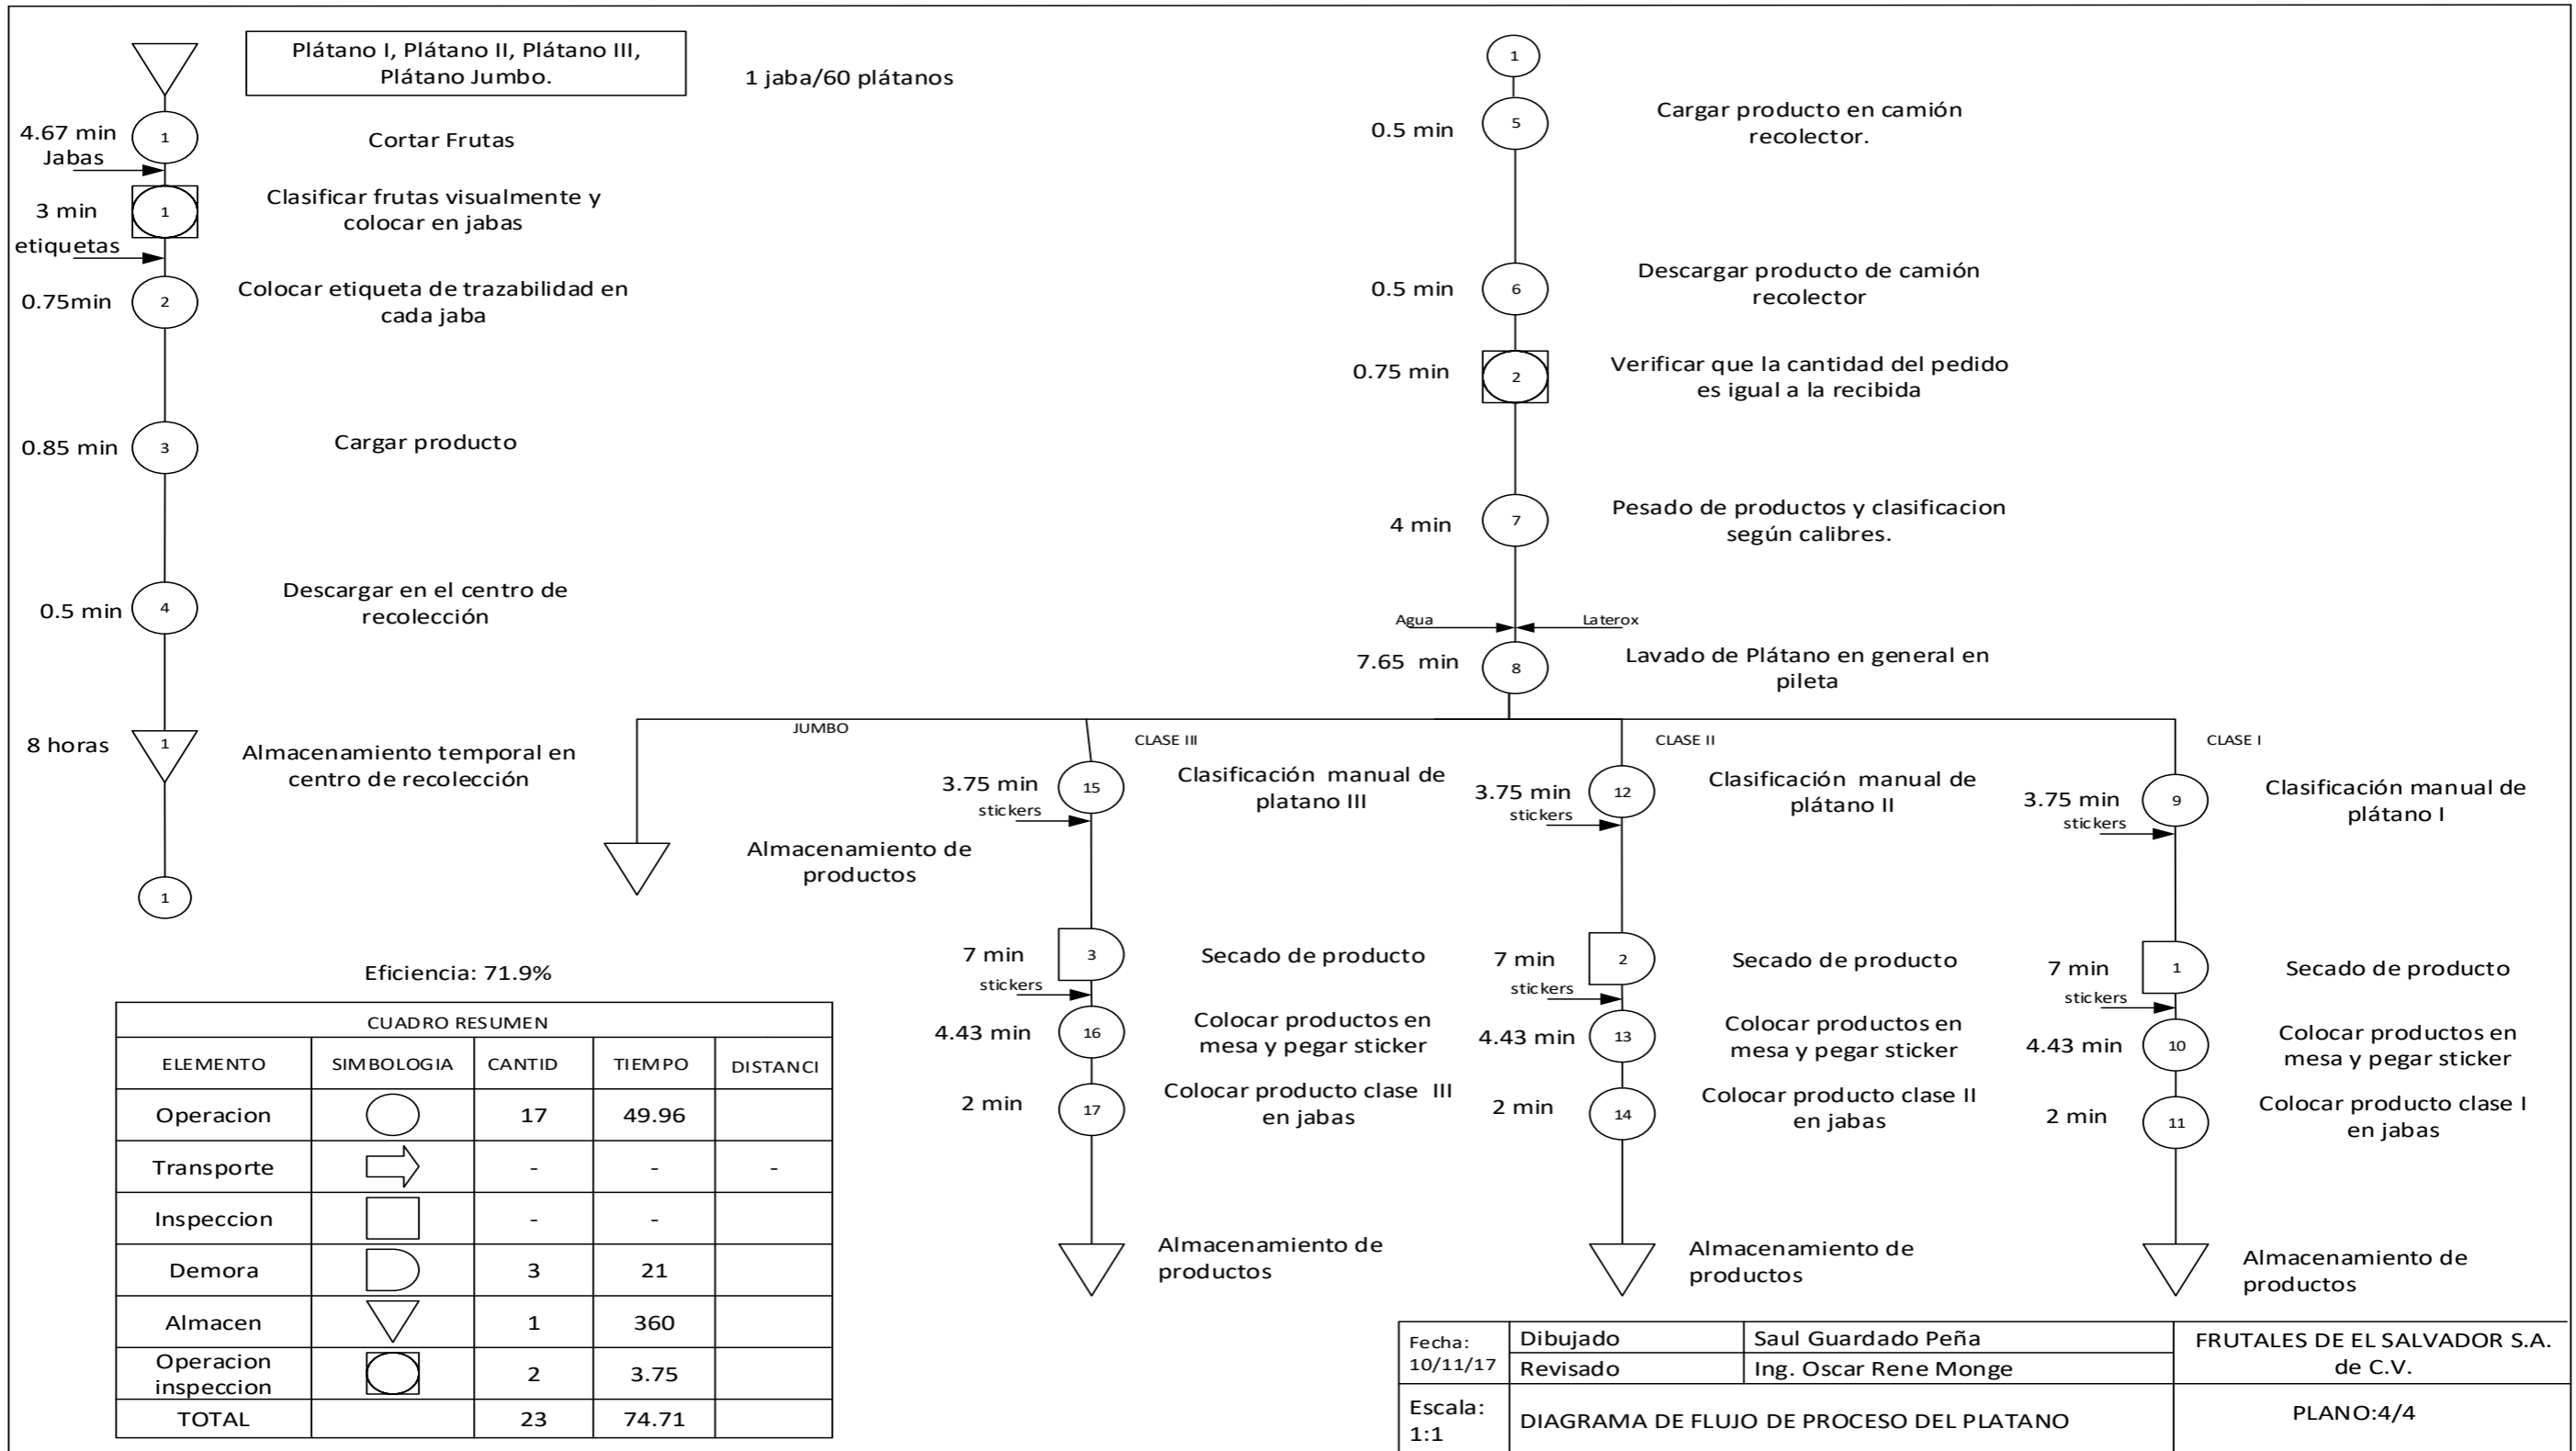 Plátano I, Plátano II, Plátano III,
Plátano Jumbo.
1 jaba/60 plátanos
4.67 min
1
Cortar Frutas
Jabas
3 min
1
Clasificar frutas visualmente y
colocar en jabas
etiquetas
0.75min
2
Colocar etiqueta de trazabilidad en
cada jaba
0.85 min
3
Cargar producto
0.5 min
4
Descargar en el centro de
recolección
8 horas
1
Almacenamiento temporal en
centro de recolección
1
1
0.5 min
5
Cargar producto en camión
recolector.
0.5 min
6
Descargar producto de camión
recolector
0.75 min
2
Verificar que la cantidad del pedido
es igual a la recibida
4 min
7
Pesado de productos y clasificacion
según calibres.
Agua
Laterox
7.65 min
8
Lavado de Plátano en general en
pileta
JUMBO
Almacenamiento de
productos
CLASE III
3.75 min
15
Clasificación manual de
platano III
stickers
7 min
3
Secado de producto
stickers
4.43 min
16
Colocar productos en
mesa y pegar sticker
2 min
17
Colocar producto clase III
en jabas
Almacenamiento de
productos
CLASE II
3.75 min
12
Clasificación manual de
plátano II
stickers
7 min
2
Secado de producto
stickers
4.43 min
13
Colocar productos en
mesa y pegar sticker
2 min
14
Colocar producto clase II
en jabas
Almacenamiento de
productos
CLASE I
3.75 min
9
Clasificación manual de
plátano I
stickers
7 min
1
Secado de producto
stickers
4.43 min
10
Colocar productos en
mesa y pegar sticker
2 min
11
Colocar producto clase I
en jabas
Almacenamiento de
productos
Eficiencia: 71.9%
CUADRO RESUMEN
ELEMENTO SIMBOLOGIA CANTID TIEMPO DISTANCI
Operacion 17 49.96
Transporte - - -
Inspeccion - -
Demora 3 21
Almacen 1 360
Operacion
inspeccion 2 3.75
TOTAL 23 74.71
Fecha:
10/11/17
Dibujado Saul Guardado Peña
Revisado Ing. Oscar Rene Monge
FRUTALES DE EL SALVADOR S.A.
de C.V.
Escala:
1:1
DIAGRAMA DE FLUJO DE PROCESO DEL PLATANO
PLANO:4/4